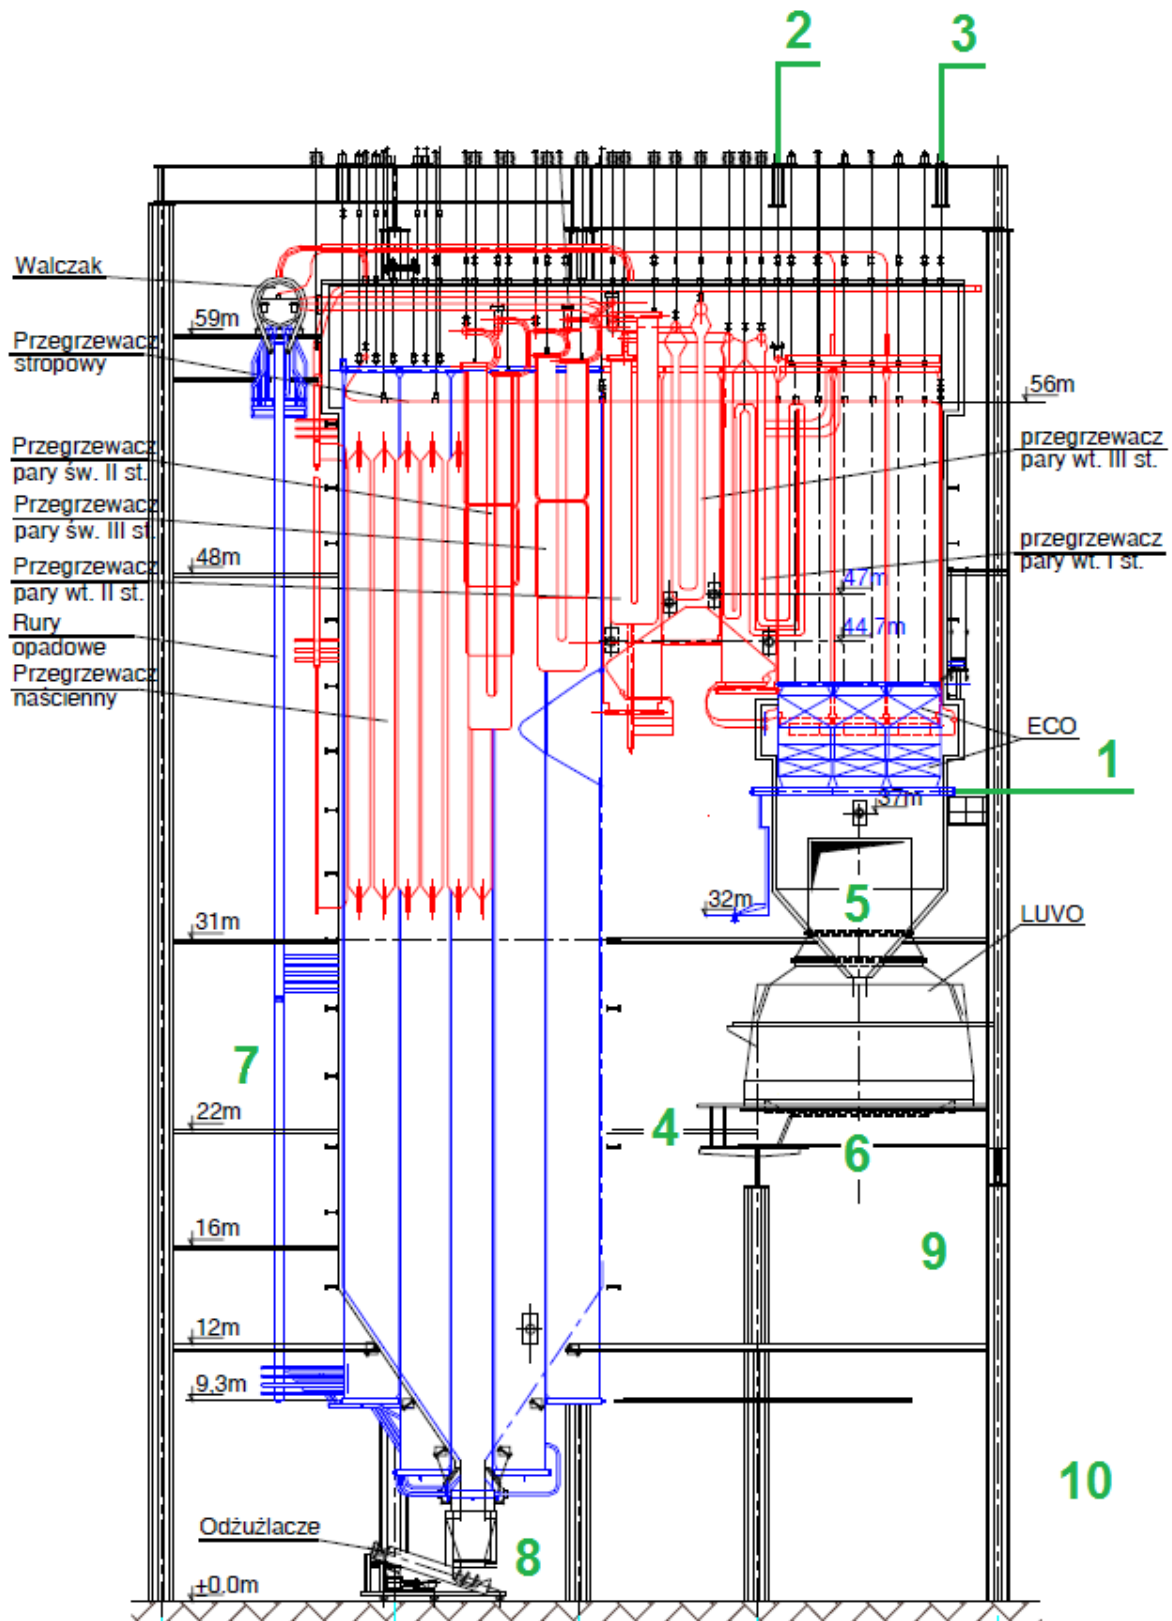 2
3
Walczak
59m
Przegrzewacz
stropowy
56m
Przegrzewacz
pary św. II st.
przegrzewacz
pary wt. III st.
Przegrzewacz
pary św. III st.
przegrzewacz
pary wt. I st.
48m
Przegrzewacz
pary wt. II st.
47m
Rury
opadowe
44,7m
Przegrzewacz
naścienny
ECO
1
37m
32m
5
LUVO
31m
7
22m
4
6
16m
9
12m
9,3m
10
Odżużlacze
8
±0.0m